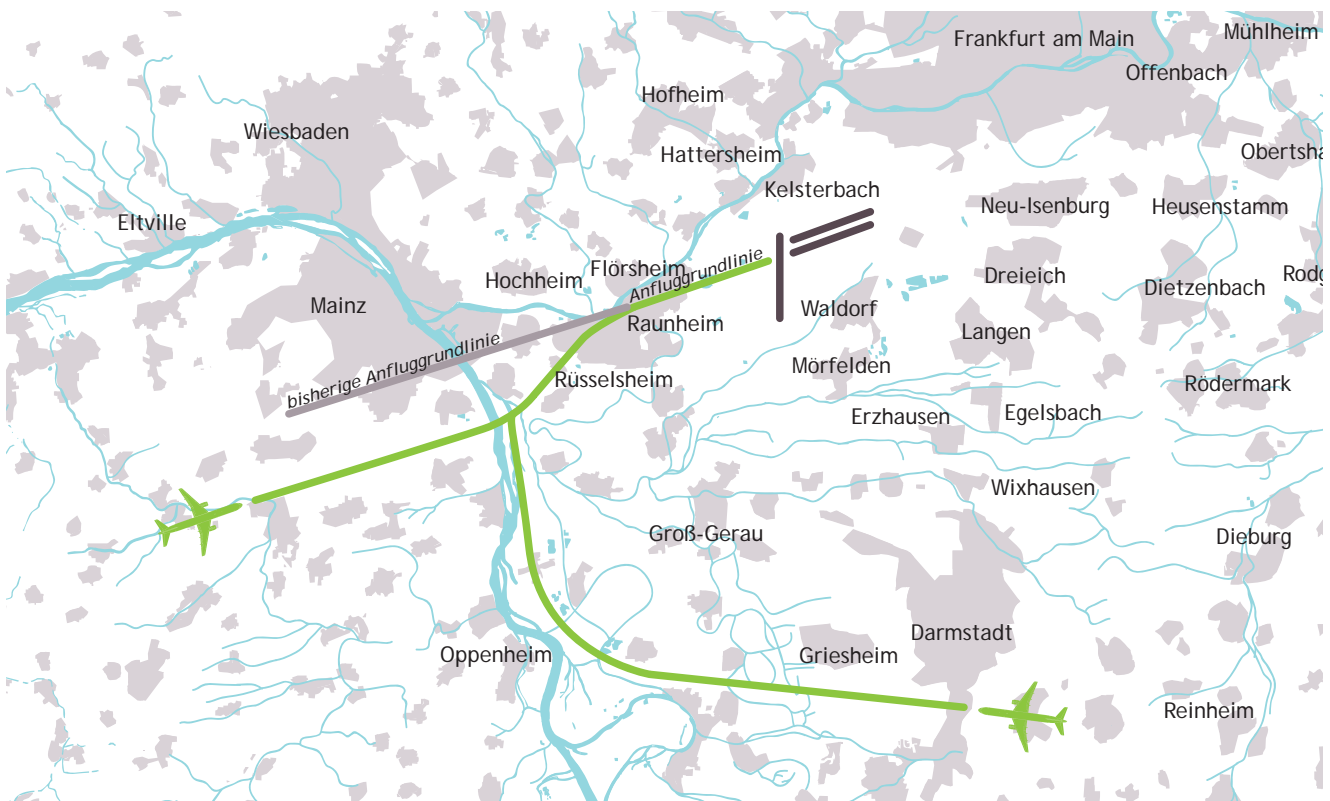 Frankfurt am Main
Mühlheim
Offenbach
Hofheim
Wiesbaden
Hattersheim
Obertsha
Kelsterbach
Eltville
Neu-Isenburg
Heusenstamm
Hochheim
Flörsheim
Anfluggrundlinie
Dreieich
Dietzenbach
Rodg
Mainz
Waldorf
Raunheim
Langen
bisherige Anfluggrundlinie
Mörfelden
Rüsselsheim
Rödermark
Erzhausen
Egelsbach
Wixhausen
Groß-Gerau
Dieburg
Darmstadt
Oppenheim
Griesheim
Reinheim